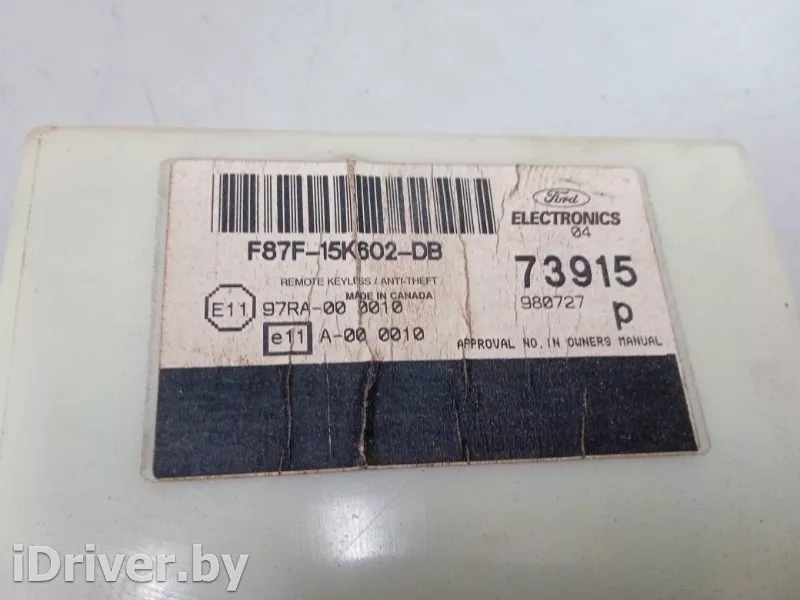 Ford
ELECTRONICS
04
F87F-15K602-DB
73915
REMOTE KEYLESS / ANTI-THEFT
MADE IN CANADA
980727
p
E11 97RA-00 0010
e11 A-00 0010
APPROVAL NO. IN OWNERS MANUAL
iDriver.by